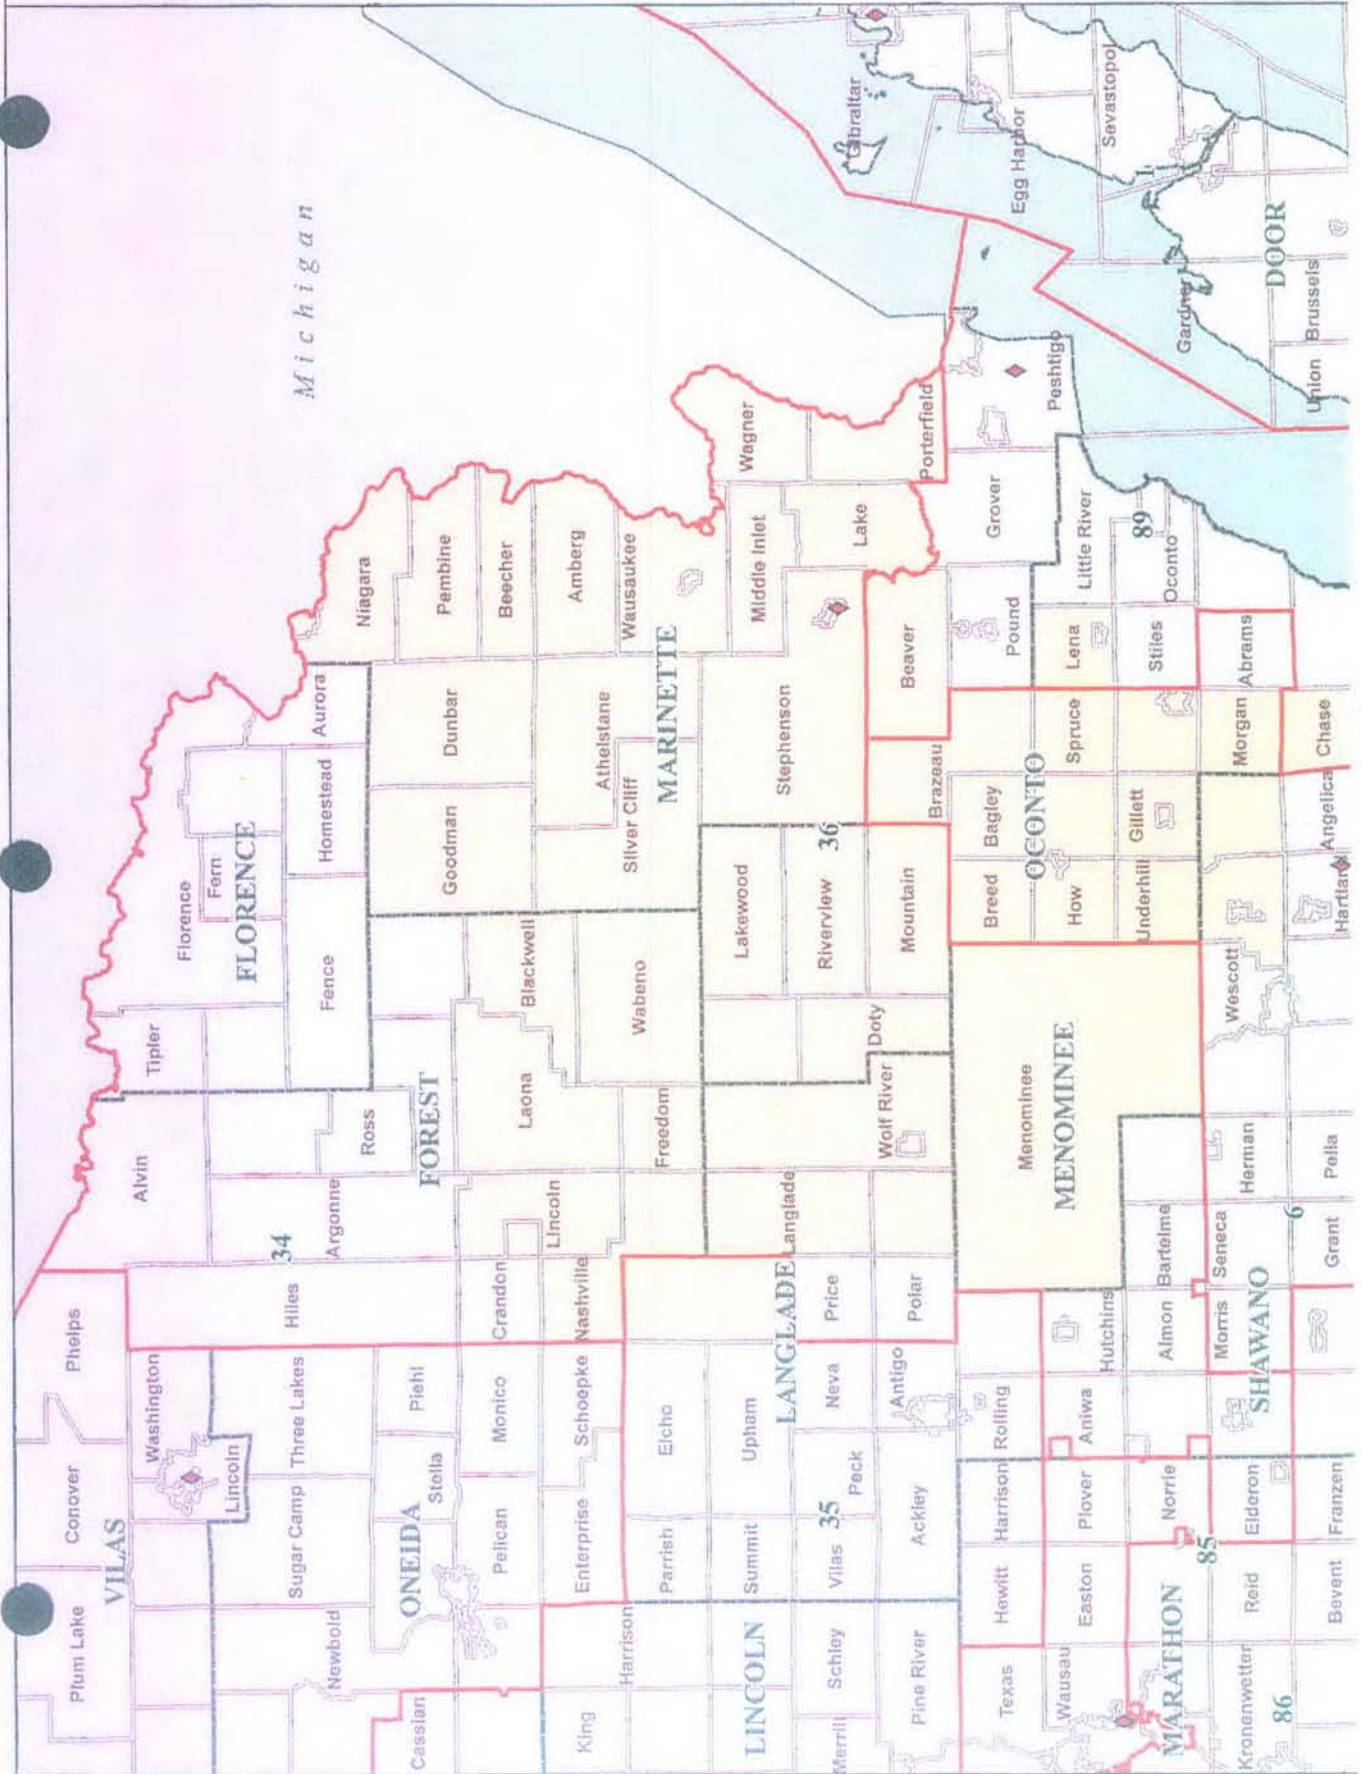 Michigan
Gibraltar
Egg Harbor
Sevastopol
1
DOOR
Gardner
Brussels
Union
Phelps
Conover
Plum Lake
VILAS
Washington
Lincoln
Alvin
Tipler
Florence
Fern
FLORENCE
Fence
Homestead
Aurora
Niagara
Pembine
Beecher
Amberg
Wausaukee
Wagner
Middle Inlet
Lake
Porterfield
Peshtigo
Grover
Pound
Beaver
Stephenson
MARINETTE
Athelstane
Silver Cliff
Dunbar
Goodman
Hiles
34
Argonne
Ross
FOREST
Laona
Blackwell
Wabeno
Freedom
Lincoln
Crandon
Nashville
Three Lakes
Sugar Camp
Piehl
Stella
Monico
Pelican
ONEIDA
Newbold
Cassian
Schoepke
Enterprise
Elcho
Parrish
Upham
Summit
LANGLADE
Langlade
Neva
Price
Peck
35
Vilas
Antigo
Polar
Ackley
Rolling
Wolf River
Doty
Lakewood
Riverview
36
Mountain
Brazeau
Bagley
Breed
OCONTO
How
Spruce
Gillett
Underhill
Lena
Stiles
Little River
89
Oconto
Abrams
Morgan
Chase
Angelica
Hartland
Wescott
Menominee
MENOMINEE
Herman
Pella
Bartelme
Seneca
6
Grant
Hutchins
Almon
Morris
SHAWANO
Aniwa
Harrison
Plover
Norrie
Elderon
Franzen
Hewitt
Easton
85
Reid
Bevent
Harrison
King
LINCOLN
Schley
Merrill
Pine River
Texas
Wausau
MARATHON
Kronenwetter
86